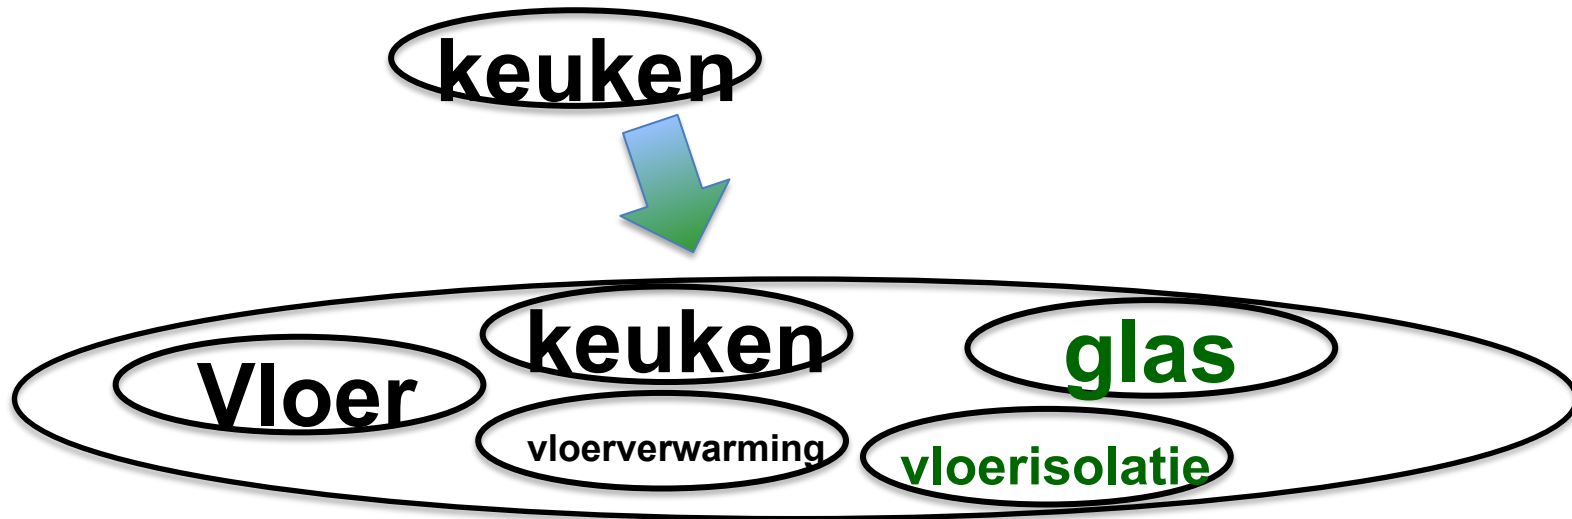 keuken
keuken
glas
Vloer
vloerverwarming
vloerisolatie